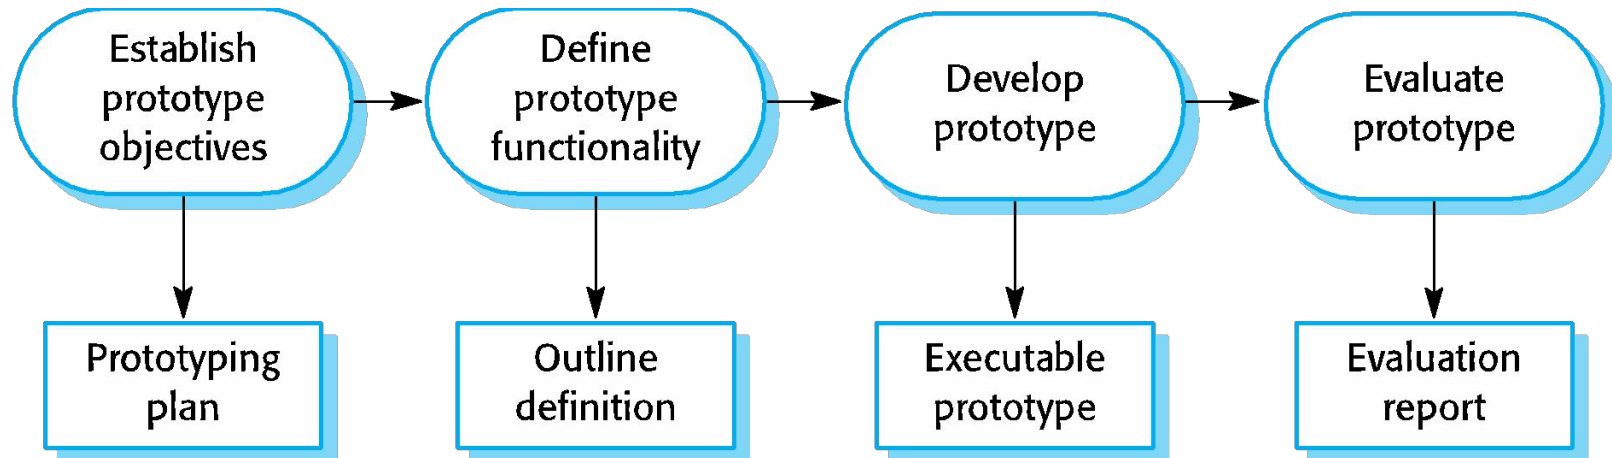 Establish
prototype
objectives
Define
prototype
functionality
Develop
prototype
Evaluate
prototype
Prototyping
plan
Outline
definition
Executable
prototype
Evaluation
report